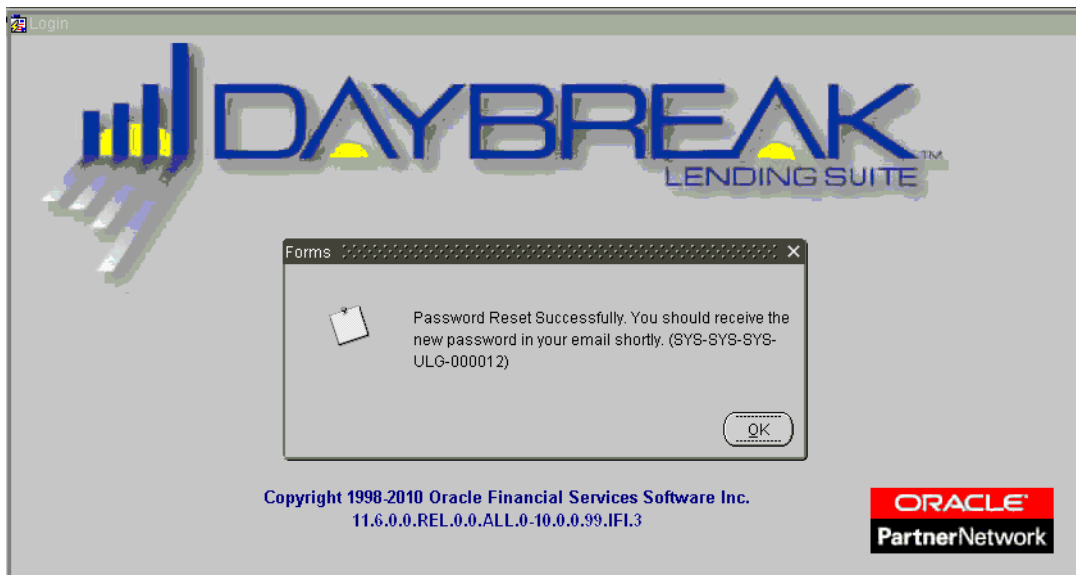 Login
DAYBREAK™
LENDING SUITE
Forms
Password Reset Successfully. You should receive the
new password in your email shortly. (SYS-SYS-SYS-
ULG-000012)
OK
Copyright 1998-2010 Oracle Financial Services Software Inc.
11.6.0.0.REL.0.0.ALL.0-10.0.0.99.IFI.3
ORACLE
PartnerNetwork